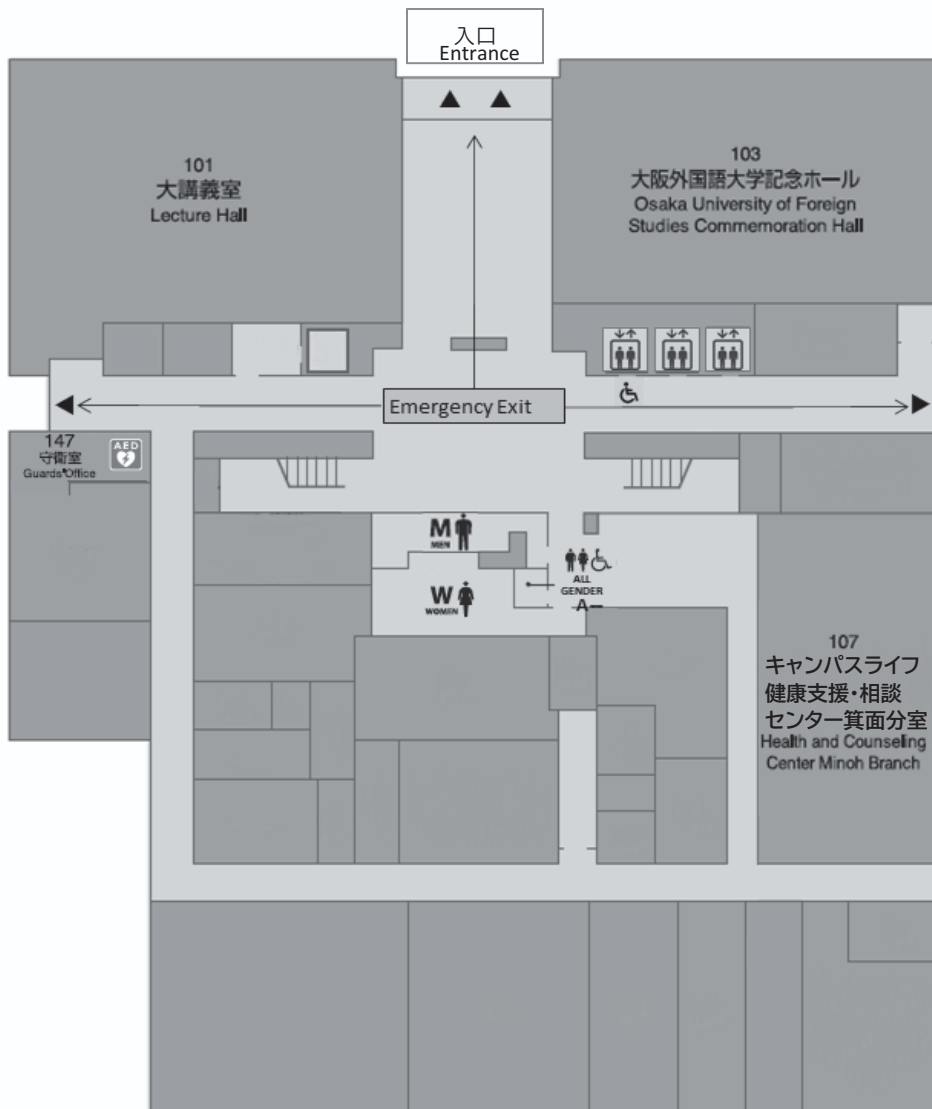 入口
Entrance
101
大講義室
Lecture Hall
103
大阪外国語大学記念ホール
Osaka University of Foreign
Studies Commemoration Hall
Emergency Exit
147
守衛室
Guards'Office
AED
M
MEN
W
WOMEN
ALL
GENDER
A
107
キャンパスライフ
健康支援・相談
センター箕面分室
Health and Counseling
Center Minoh Branch